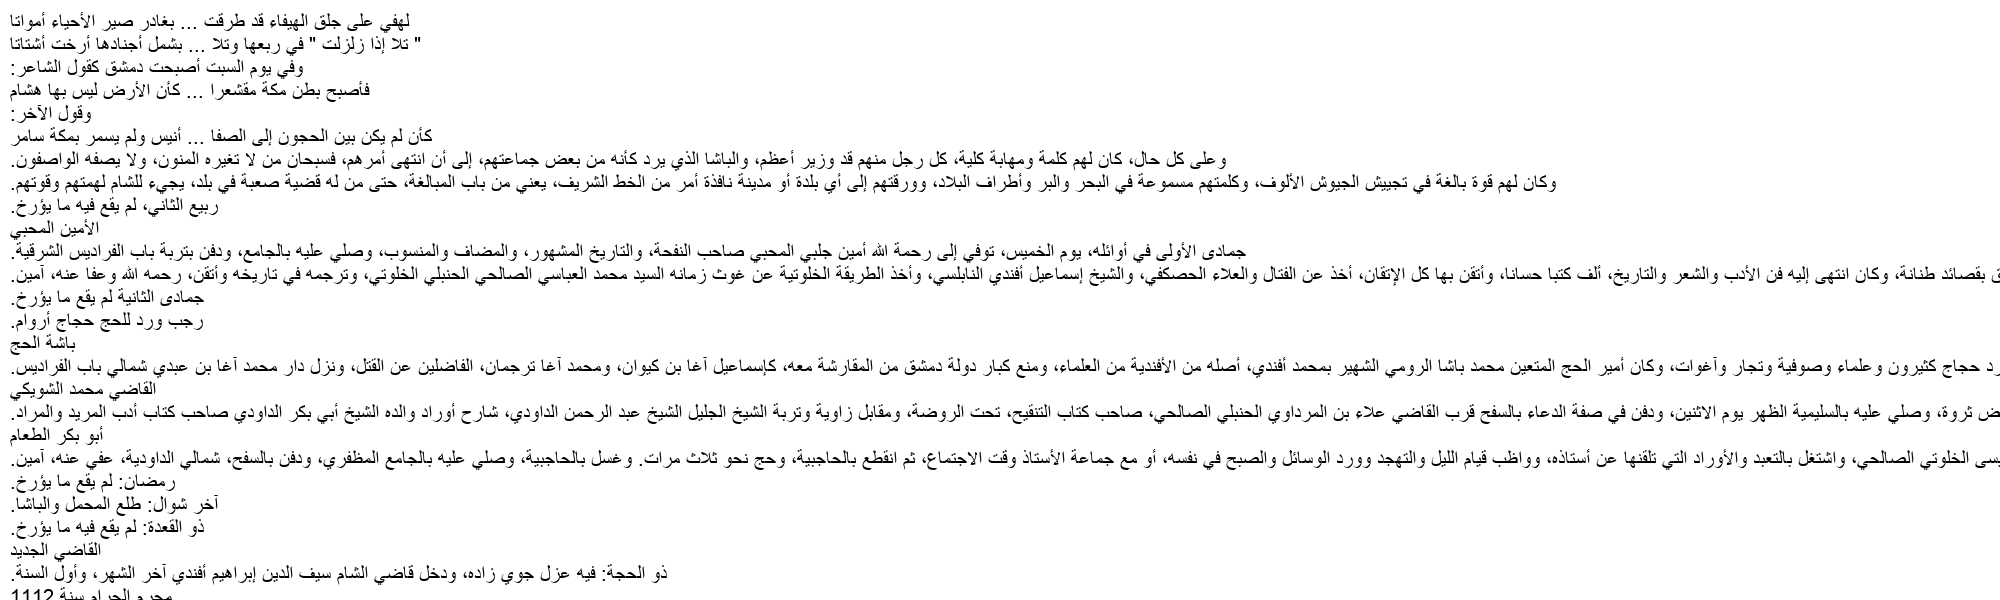 لهفي على جلق الهيفاء قد طرقت ... بغادر صير الأحياء أمواتا
" تلا إذا زلزلت " في ربعها وتلا ... بشمل أجنادها أرخت أشتاتا
وفي يوم السبت أصبحت دمشق كقول الشاعر:
فأصبح بطن مكة مقشعرا ... كأن الأرض ليس بها هشام
وقول الآخر:
كأن لم يكن بين الحجون إلى الصفا ... أنيس ولم يسمر بمكة سامر
وعلى كل حال، كان لهم كلمة ومهابة كلية، كل رجل منهم قد وزير أعظم، والباشا الذي يرد كأنه من بعض جماعتهم، إلى أن انتهى أمرهم، فسبحان من لا تغيره المنون، ولا يصفه الواصفون.
وكان لهم قوة بالغة في تجييش الجيوش الألوف، وكلمتهم مسموعة في البحر والبر وأطراف البلاد، وورقتهم إلى أي بلدة أو مدينة نافذة أمر من الخط الشريف، يعني من باب المبالغة، حتى من له قضية صعبة في بلد، يجيء للشام لهمتهم وقوتهم.
ربيع الثاني، لم يقع فيه ما يؤرخ.
الأمين المحبي
جمادى الأولى في أوائله، يوم الخميس، توفي إلى رحمة الله أمين جلبي المحبي صاحب النفحة، والتاريخ المشهور، والمضاف والمنسوب، وصلي عليه بالجامع، ودفن بتربة باب الفراديس الشرقية.
بقصائد طنانة، وكان انتهى إليه فن الأدب والشعر والتاريخ، ألف كتبا حسانا، وأتقن بها كل الإتقان، أخذ عن الفتال والعلاء الحصكفي، والشيخ إسماعيل أفندي النابلسي، وأخذ الطريقة الخلوتية عن غوث زمانه السيد محمد العباسي الصالحي الحنبلي الخلوتي، وترجمه في تاريخه وأتقن، رحمه الله وعفا عنه، آمين.
جمادى الثانية لم يقع ما يؤرخ.
رجب ورد للحج حجاج أروام.
باشة الحج
رد حجاج كثيرون وعلماء وصوفية وتجار وآغوات، وكان أمير الحج المتعين محمد باشا الرومي الشهير بمحمد أفندي، أصله من الأفندية من العلماء، ومنع كبار دولة دمشق من المقارشة معه، كإسماعيل آغا بن كيوان، ومحمد آغا ترجمان، الفاضلين عن القتل، ونزل دار محمد آغا بن عبدي شمالي باب الفراديس.
القاضي محمد الشويكي
ض ثروة، وصلي عليه بالسليمية الظهر يوم الاثنين، ودفن في صفة الدعاء بالسفح قرب القاضي علاء بن المرداوي الحنبلي الصالحي، صاحب كتاب التنقيح، تحت الروضة، ومقابل زاوية وتربة الشيخ الجليل الشيخ عبد الرحمن الداودي، شارح أوراد والده الشيخ أبي بكر الداودي صاحب كتاب أدب المريد والمراد.
أبو بكر الطعام
يسى الخلوتي الصالحي، واشتغل بالتعبد والأوراد التي تلقنها عن أستاذه، وواظب قيام الليل والتهجد وورد الوسائل والصبح في نفسه، أو مع جماعة الأستاذ وقت الاجتماع، ثم انقطع بالحاجبية، وحج نحو ثلاث مرات. وغسل بالحاجبية، وصلي عليه بالجامع المظفري، ودفن بالسفح، شمالي الداودية، عفي عنه، آمين.
رمضان: لم يقع ما يؤرخ.
آخر شوال: طلع المحمل والباشا.
ذو القعدة: لم يقع فيه ما يؤرخ.
القاضي الجديد
ذو الحجة: فيه عزل جوي زاده، ودخل قاضي الشام سيف الدين إبراهيم أفندي آخر الشهر، وأول السنة.
محرم الحرام سنة 1112